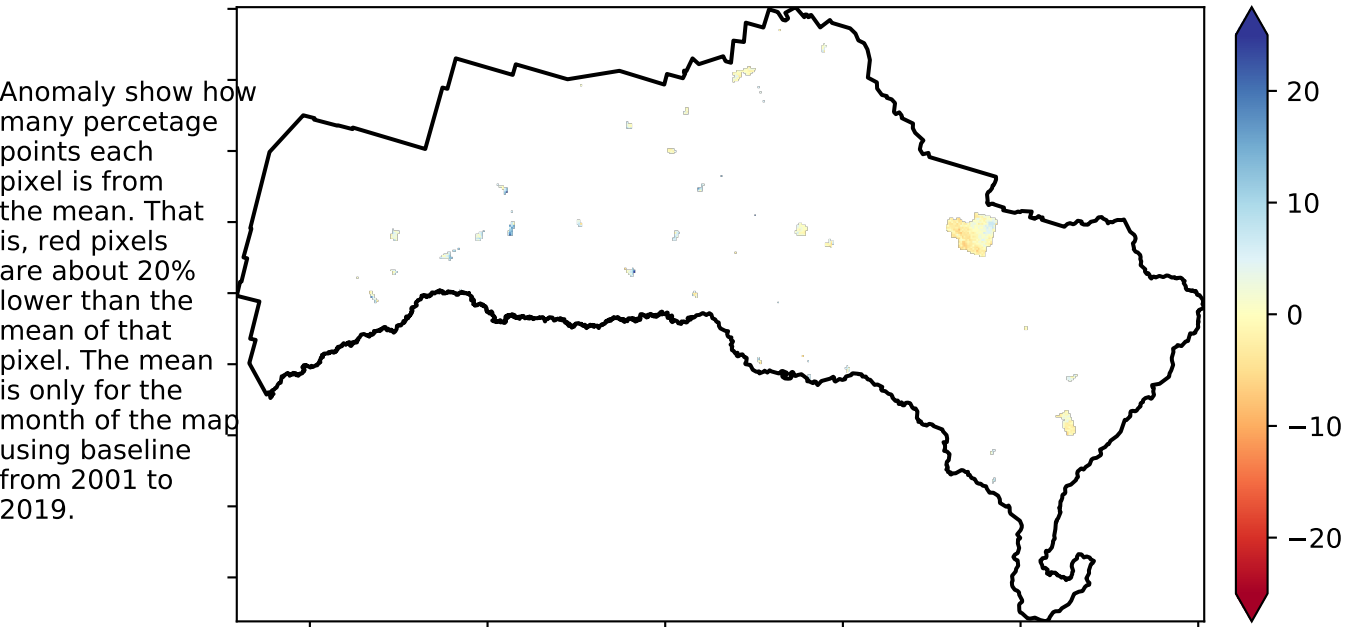 Anomaly show how
many percetage
points each
pixel is from
the mean. That
is, red pixels
are about 20%
lower than the
mean of that
pixel. The mean
is only for the
month of the map
using baseline
from 2001 to
2019.
20
10
0
−10
−20